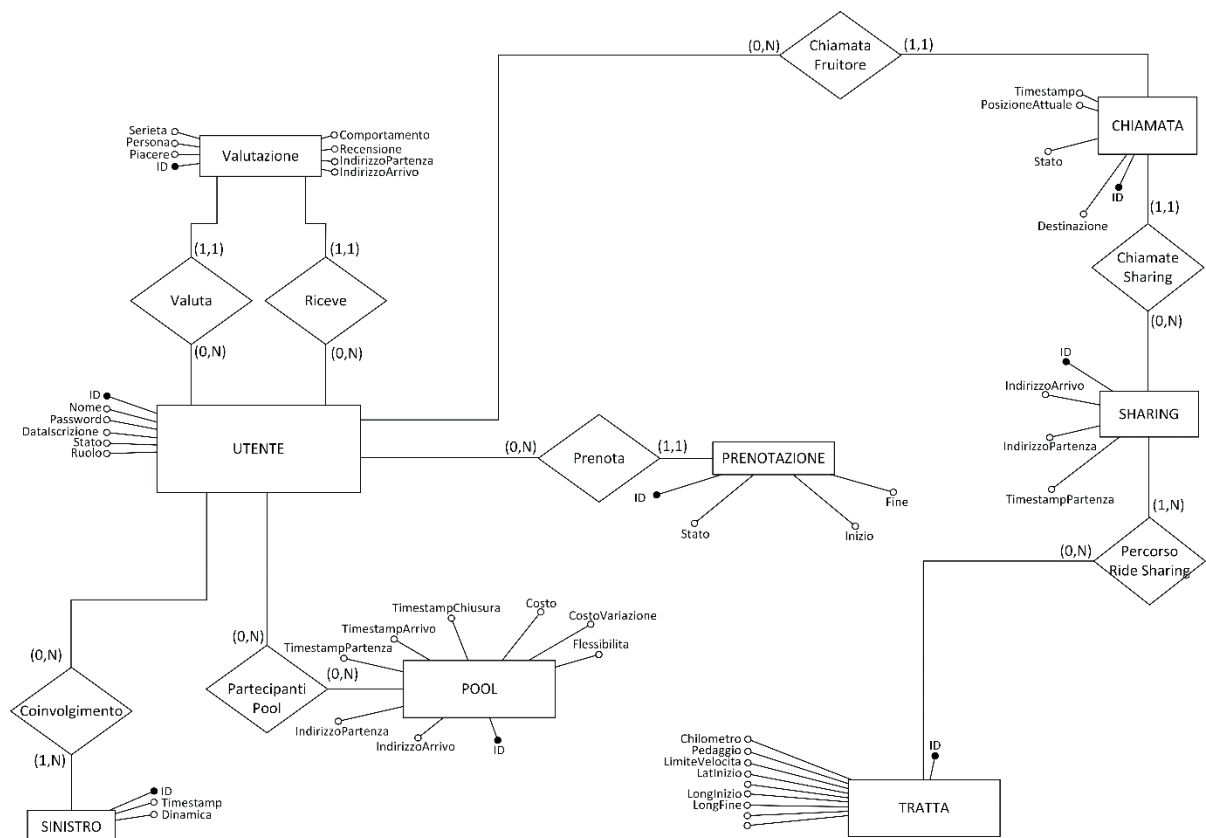 (0,N)
Chiamata
Fruitore
(1,1)
Timestamp
PosizioneAttuale
CHIAMATA
Stato
ID
Destinazione
(1,1)
Serieta
Persona
Piacere
ID
Valutazione
Comportamento
Recensione
IndirizzoPartenza
IndirizzoArrivo
(1,1)
(1,1)
Valuta
Riceve
(0,N)
(0,N)
Chiamate
Sharing
(0,N)
ID
IndirizzoArrivo
SHARING
IndirizzoPartenza
TimestampPartenza
(1,N)
ID
Nome
Password
DataIscrizione
Stato
Ruolo
UTENTE
(0,N)
Prenota
(1,1)
PRENOTAZIONE
ID
Stato
Inizio
Fine
(0,N)
Percorso
Ride Sharing
(0,N)
Coinvolgimento
(1,N)
(0,N)
Partecipanti
Pool
(0,N)
TimestampChiusura
Costo
CostoVariazione
TimestampArrivo
Flessibilita
TimestampPartenza
POOL
IndirizzoPartenza
IndirizzoArrivo
ID
SINISTRO
ID
Timestamp
Dinamica
Chilometro
Pedaggio
LimiteVelocita
LatInizio
LongInizio
LongFine
ID
TRATTA